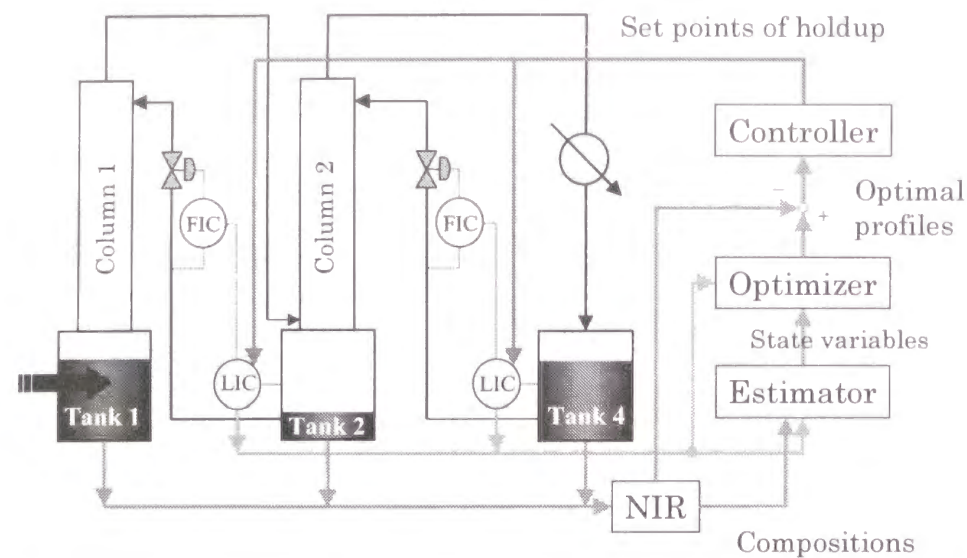 Set points of holdup
Controller
−
+
Optimal
profiles
Column 1
FIC
Column 2
FIC
Optimizer
State variables
LIC
LIC
Estimator
Tank 1
Tank 2
Tank 4
NIR
Compositions